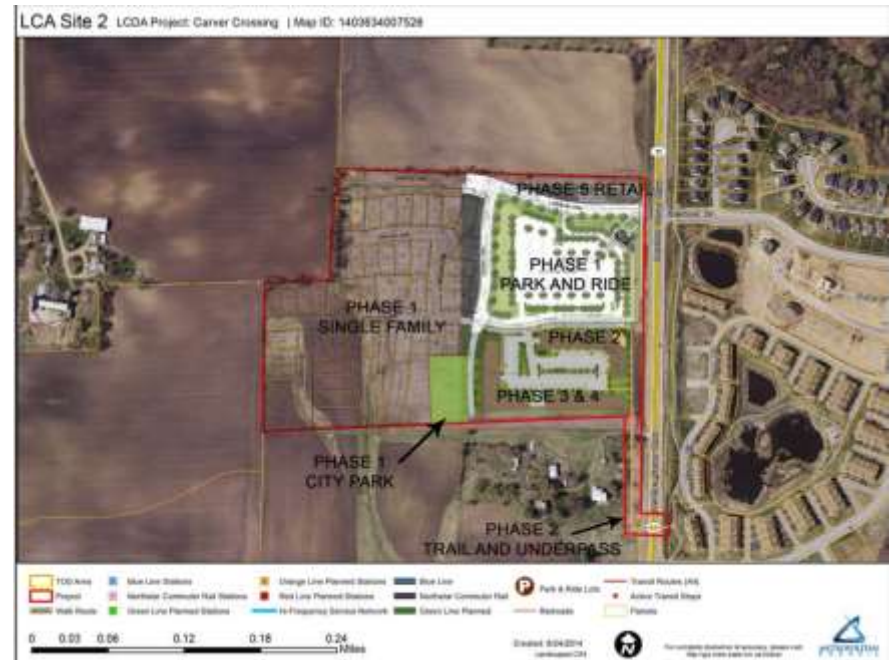 LCA Site 2 LCDA Project: Carver Crossing | Map ID: 1403634007528
PHASE 5 RETAIL
PHASE 1
PARK AND RIDE
PHASE 1
SINGLE FAMILY
PHASE 2
PHASE 3 & 4
PHASE 1
CITY PARK
PHASE 2
TRAIL AND UNDERPASS
TOD Area
Blue Line Stations
Orange Line Planned Stations
Blue Line
Park & Ride Lots
Transit Routes (All)
Project
Northstar Commuter Rail Stations
Red Line Planned Stations
Northstar Commuter Rail
Active Transit Stops
Walk Route
Green Line Planned Stations
Hi-Frequency Service Network
Green Line Planned
Railroads
Parcels
0 0.03 0.06 0.12 0.18 0.24
Miles
Created: 9/24/2014
N